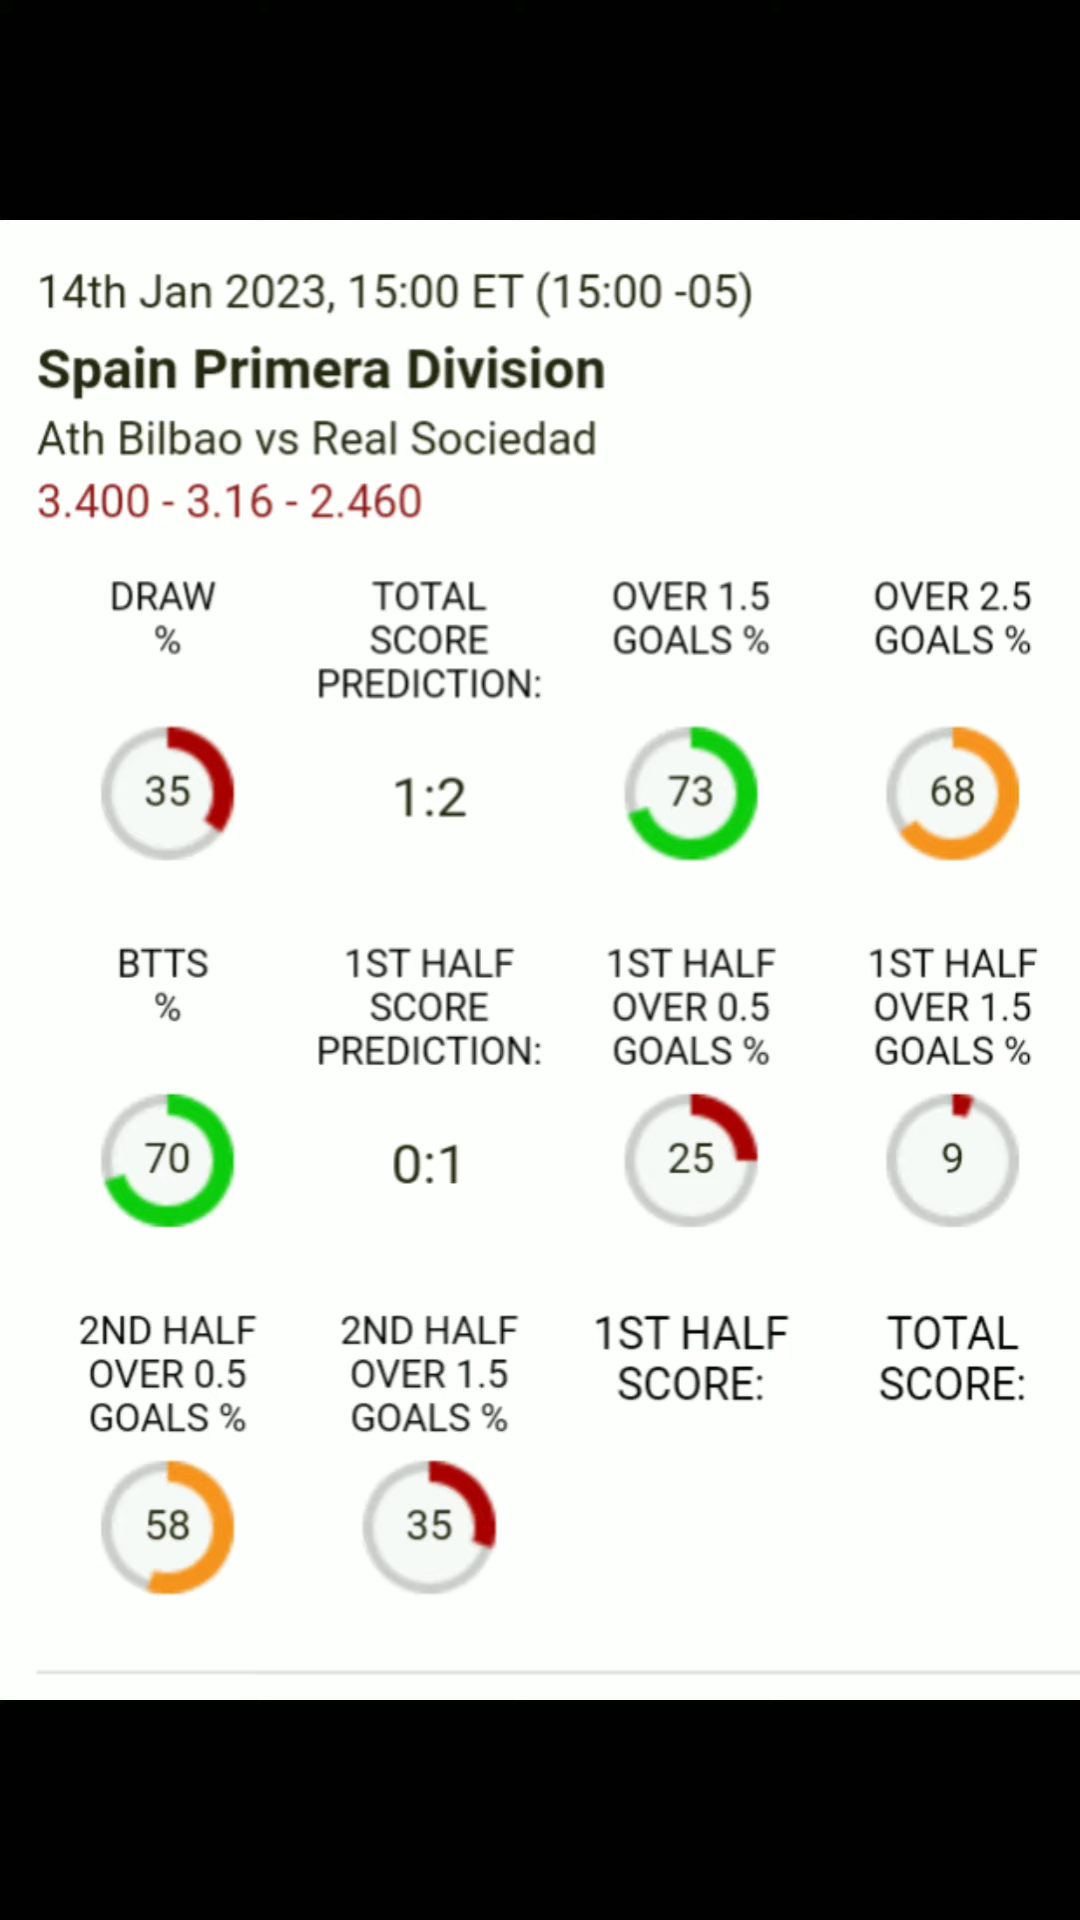 14th Jan 2023, 15:00 ET (15:00 -05)
Spain Primera Division
Ath Bilbao vs Real Sociedad
3.400 - 3.16 - 2.460
DRAW
%
35
TOTAL
SCORE
PREDICTION:
1:2
OVER 1.5
GOALS %
73
OVER 2.5
GOALS %
68
BTTS
%
70
1ST HALF
SCORE
PREDICTION:
0:1
1ST HALF
OVER 0.5
GOALS %
25
1ST HALF
OVER 1.5
GOALS %
9
2ND HALF
OVER 0.5
GOALS %
58
2ND HALF
OVER 1.5
GOALS %
35
1ST HALF
SCORE:
TOTAL
SCORE: